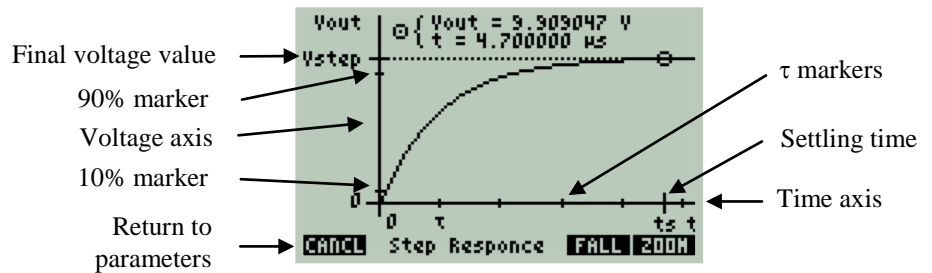 Vout
Vout = 9.909047 V
t = 4.700000 µs
Final voltage value
Vstep
90% marker
τ markers
Voltage axis
Settling time
10% marker
0
Time axis
0 τ ts t
Return to
parameters
CANCL Step Responce FALL ZOOM